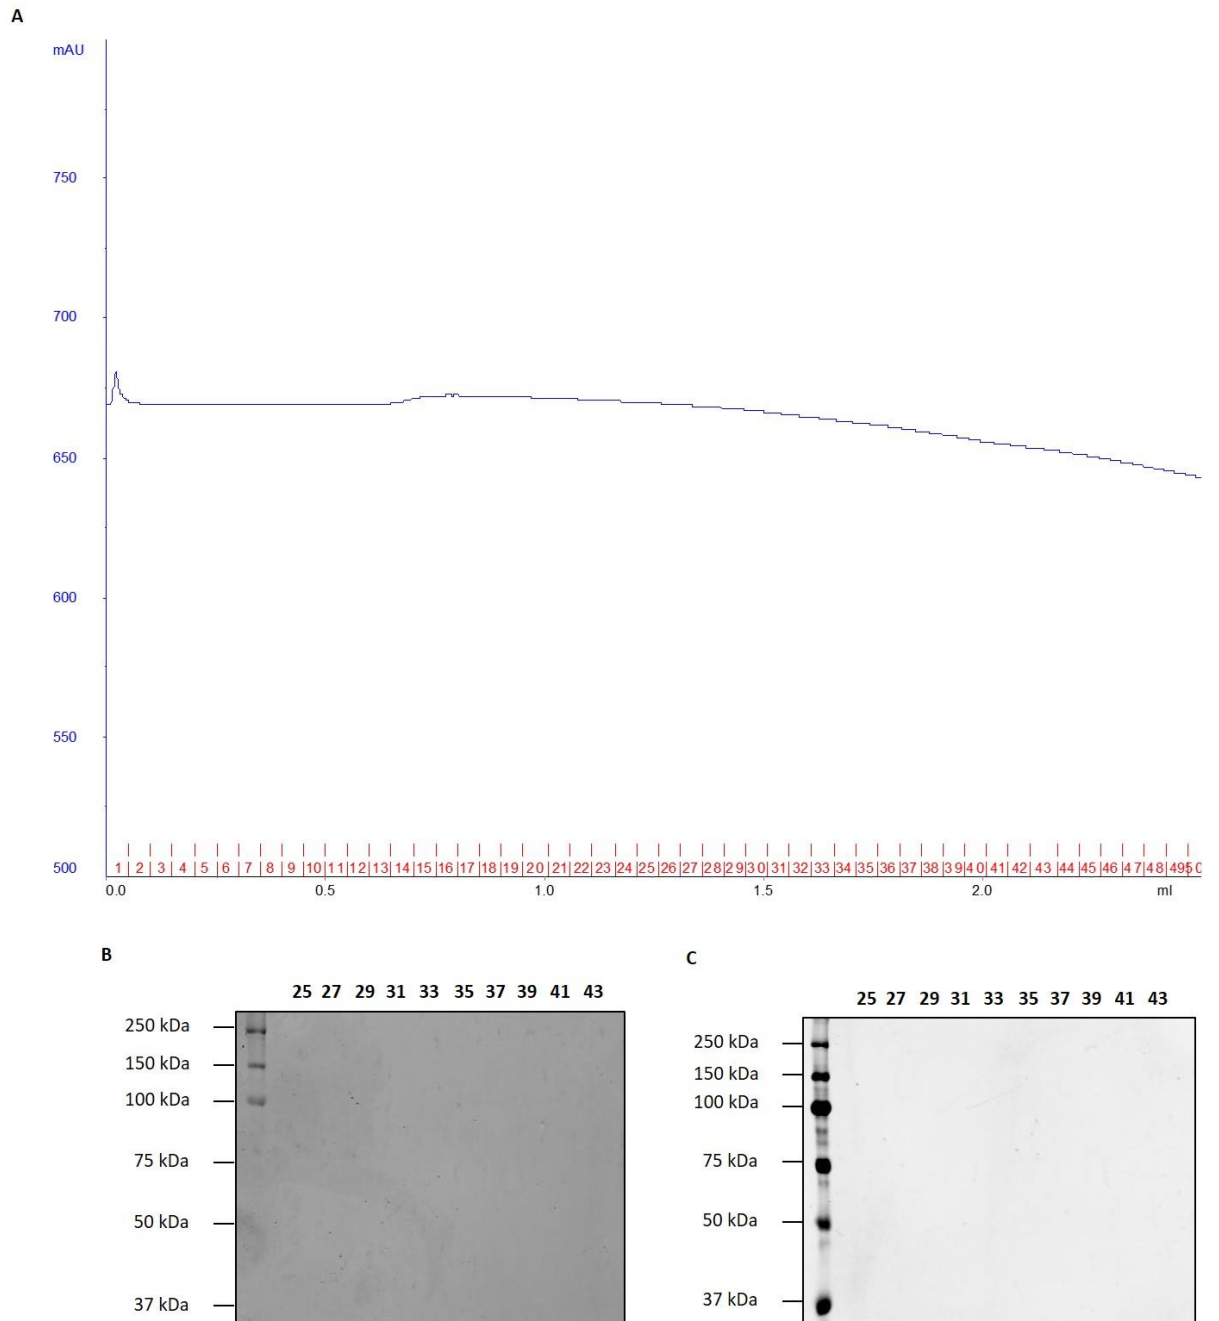 A
mAU
750
700
650
600
550
500
1 2 3 4 5 6 7 8 9 10 11 12 13 14 15 16 17 18 19 20 21 22 23 24 25 26 27 28 29 30 31 32 33 34 35 36 37 38 39 40 41 42 43 44 45 46 47 48 49 50
0.0 0.5 1.0 1.5 2.0 ml
B
25 27 29 31 33 35 37 39 41 43
250 kDa
150 kDa
100 kDa
75 kDa
50 kDa
37 kDa
C
25 27 29 31 33 35 37 39 41 43
250 kDa
150 kDa
100 kDa
75 kDa
50 kDa
37 kDa